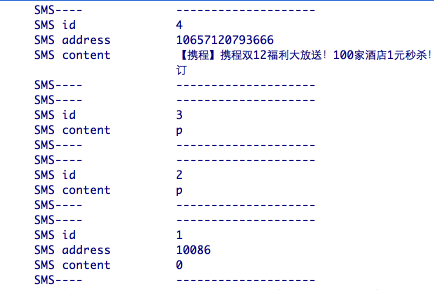 SMS---- --------------------
SMS id 4
SMS address 10657120793666
SMS content 【携程】携程双12福利大放送！100家酒店1元秒杀！
订
SMS---- --------------------
SMS---- --------------------
SMS id 3
SMS content p
SMS---- --------------------
SMS---- --------------------
SMS id 2
SMS content p
SMS---- --------------------
SMS---- --------------------
SMS id 1
SMS address 10086
SMS content 0
SMS---- --------------------